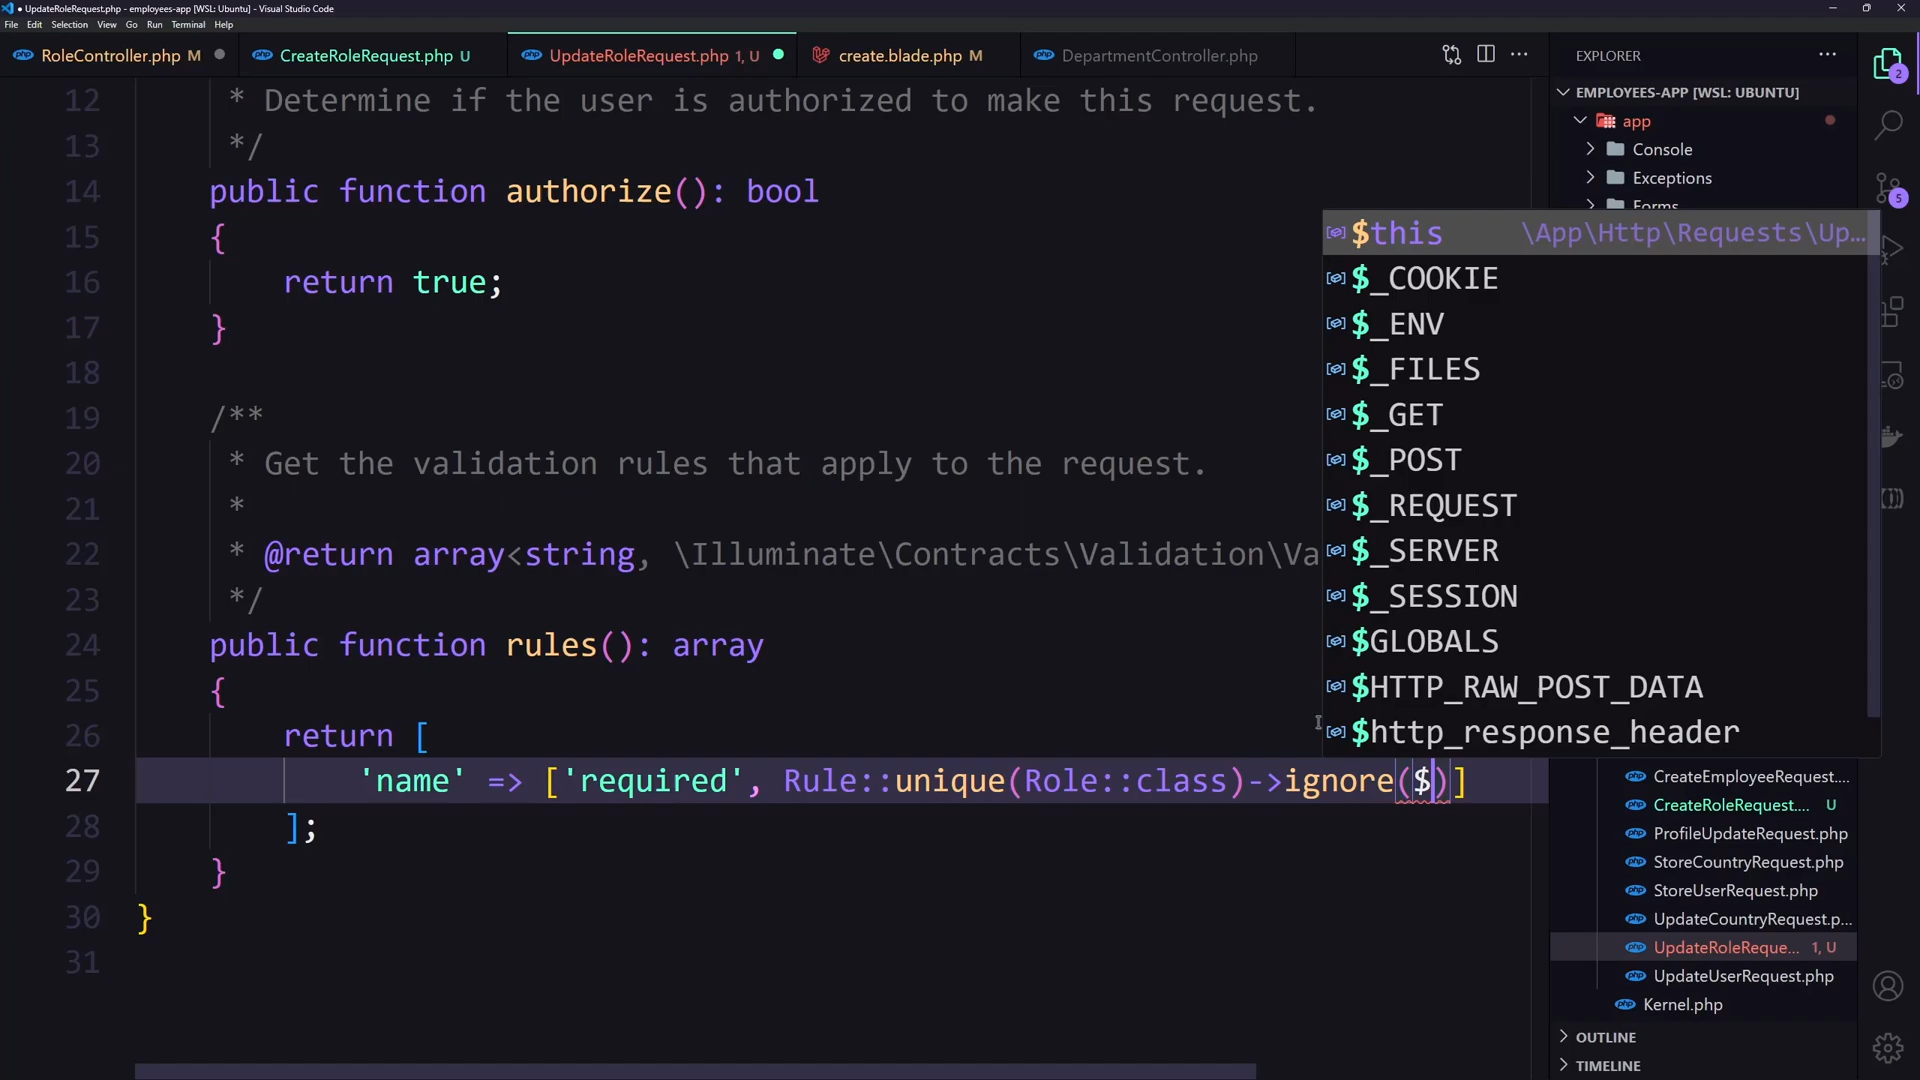 UpdateRoleRequest.php - employees-app [WSL: Ubuntu] - Visual Studio Code
File Edit Selection View Go Run Terminal Help
RoleController.php M
CreateRoleRequest.php U
UpdateRoleRequest.php 1, U
create.blade.php M
DepartmentController.php
12 * Determine if the user is authorized to make this request.
13 */
14 public function authorize(): bool
15 {
16 return true;
17 }
18
19 /**
20 * Get the validation rules that apply to the request.
21 *
22 * @return array<string, \Illuminate\Contracts\Validation\Va
23 */
24 public function rules(): array
25 {
26 return [
27 'name' => ['required', Rule::unique(Role::class)->ignore($)]
28 ];
29 }
30 }
31
$this \App\Http\Requests\Up...
$_COOKIE
$_ENV
$_FILES
$_GET
$_POST
$_REQUEST
$_SERVER
$_SESSION
$GLOBALS
$HTTP_RAW_POST_DATA
$http_response_header
EXPLORER
EMPLOYEES-APP [WSL: UBUNTU]
app
Console
Exceptions
Forms
CreateEmployeeRequest....
CreateRoleRequest.... U
ProfileUpdateRequest.php
StoreCountryRequest.php
StoreUserRequest.php
UpdateCountryRequest.p...
UpdateRoleReque... 1, U
UpdateUserRequest.php
Kernel.php
OUTLINE
TIMELINE
2
5